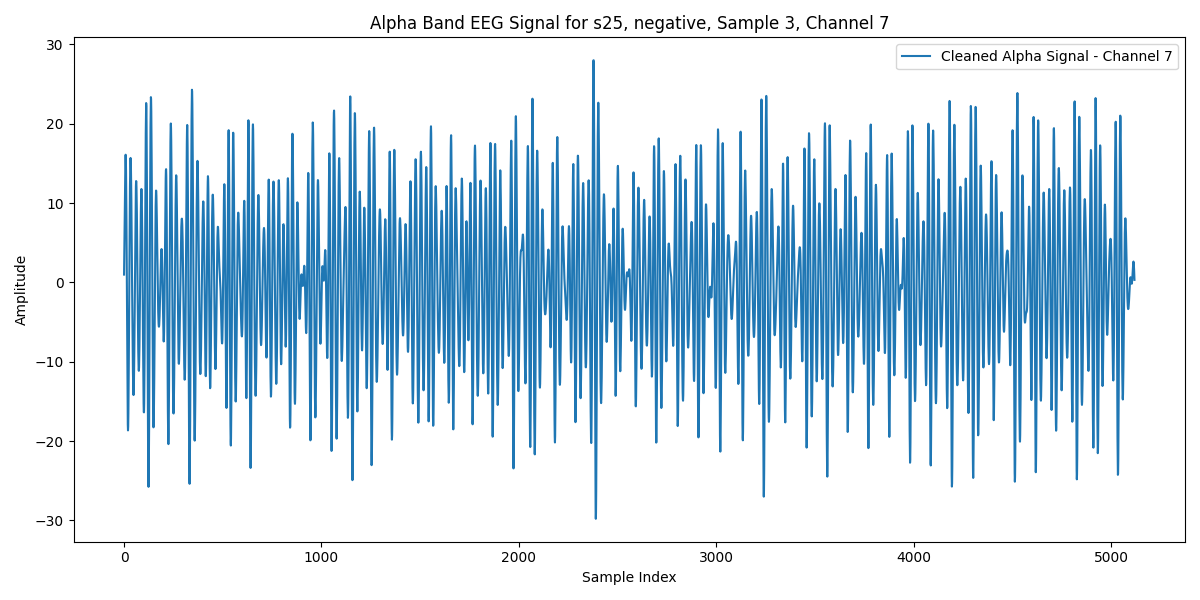 Alpha Band EEG Signal for s25, negative, Sample 3, Channel 7
Cleaned Alpha Signal - Channel 7
30
20
10
0
−10
−20
−30
Amplitude
0 1000 2000 3000 4000 5000
Sample Index